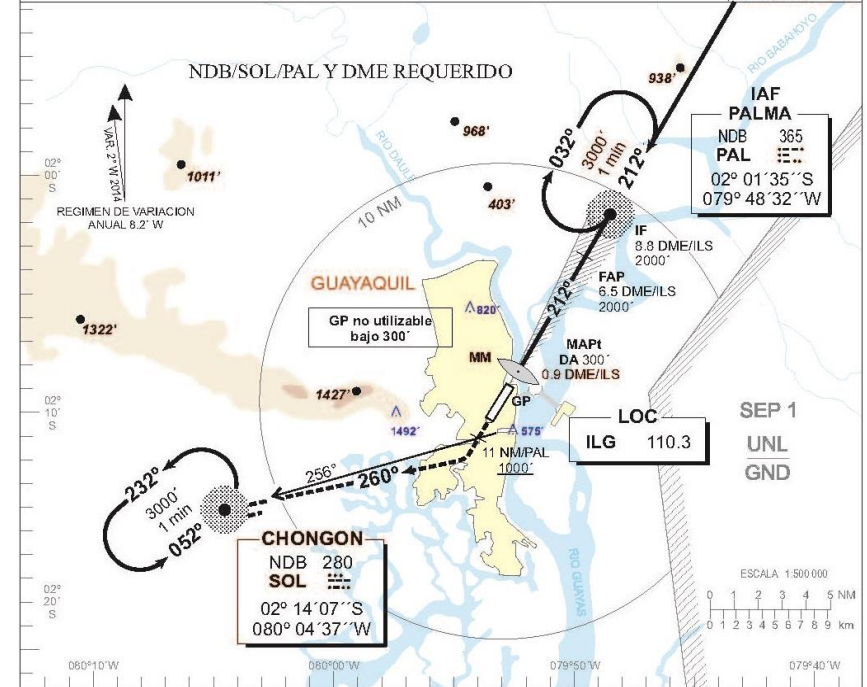 NDB/SOL/PAL Y DME REQUERIDO
RIO BABAHOYO
938'
IAF
PALMA
NDB 365
PAL
02° 01´35´´S
079° 48´32´´W
968'
032°
3000´
1 min
212°
VAR. 2° W 2014
RIO DAULE
02°
00'
S
1011'
403'
REGIMEN DE VARIACION
ANUAL 8.2´ W
10 NM
IF
8.8 DME/ILS
2000´
FAP
6.5 DME/ILS
2000´
GUAYAQUIL
212°
820'
GP no utilizable
bajo 300´
1322'
MAPt
DA 300´
0.9 DME/ILS
MM
1427'
GP
02°
10'
S
1492'
575'
LOC
ILG 110.3
SEP 1
UNL
GND
11 NM/PAL
1000´
256°
260°
232°
3000´
1 min
052°
CHONGON
NDB 280
SOL
02° 14´07´´S
080° 04´37´´W
RIO GUAYAS
ESCALA 1:500 000
0 1 2 3 4 5 NM
0 1 2 3 4 5 6 7 8 9 km
02°
20'
S
080°10'W
080°00'W
079°50'W
079°40'W